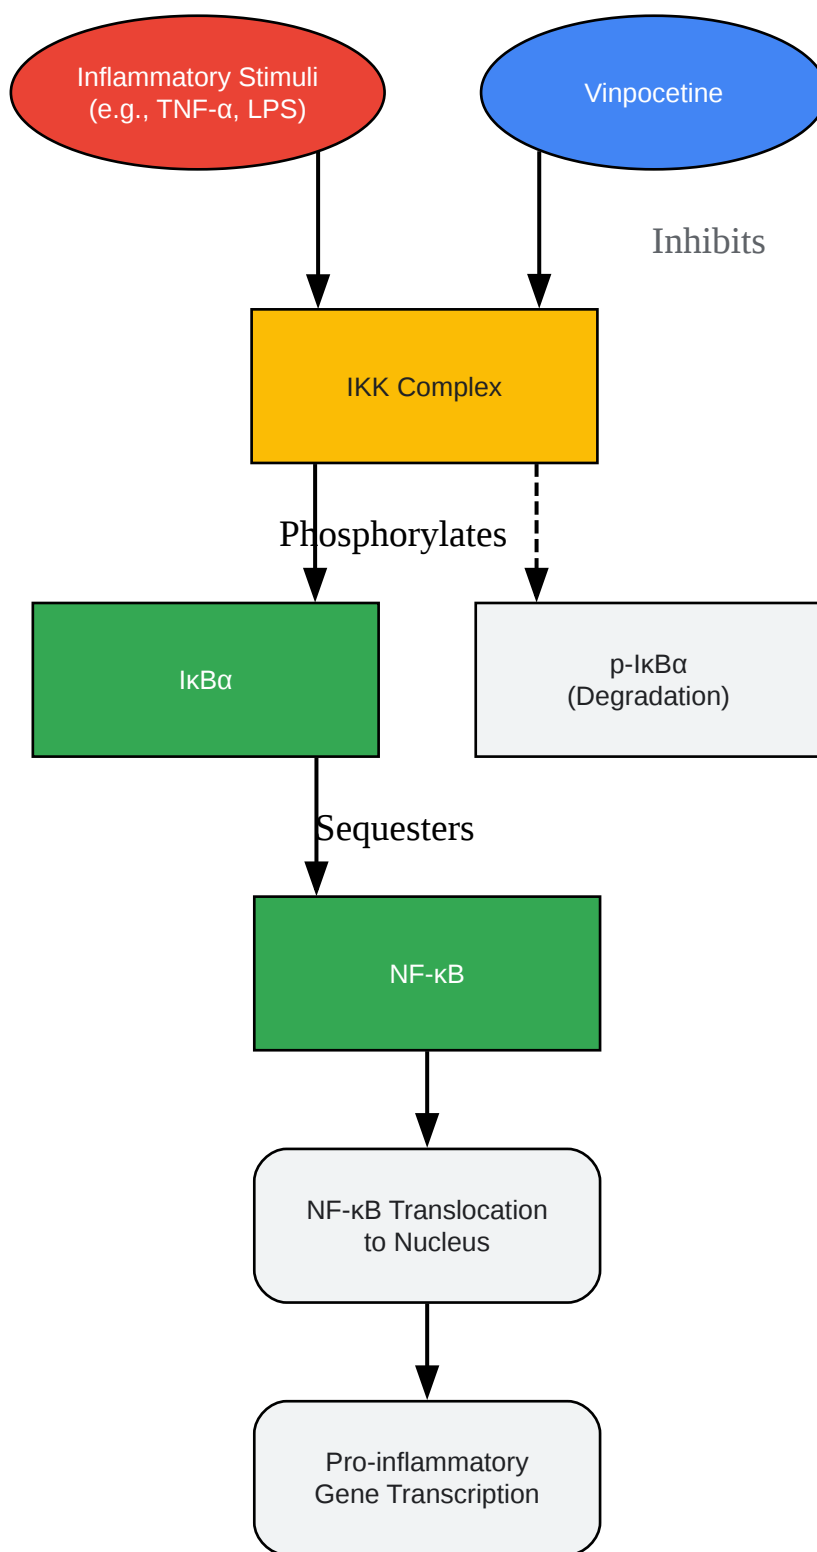 Inflammatory Stimuli
(e.g., TNF-α, LPS)
Vinpocetine
Inhibits
IKK Complex
Phosphorylates
IκBα
p-IκBα
(Degradation)
Sequesters
NF-κB
NF-κB Translocation
to Nucleus
Pro-inflammatory
Gene Transcription